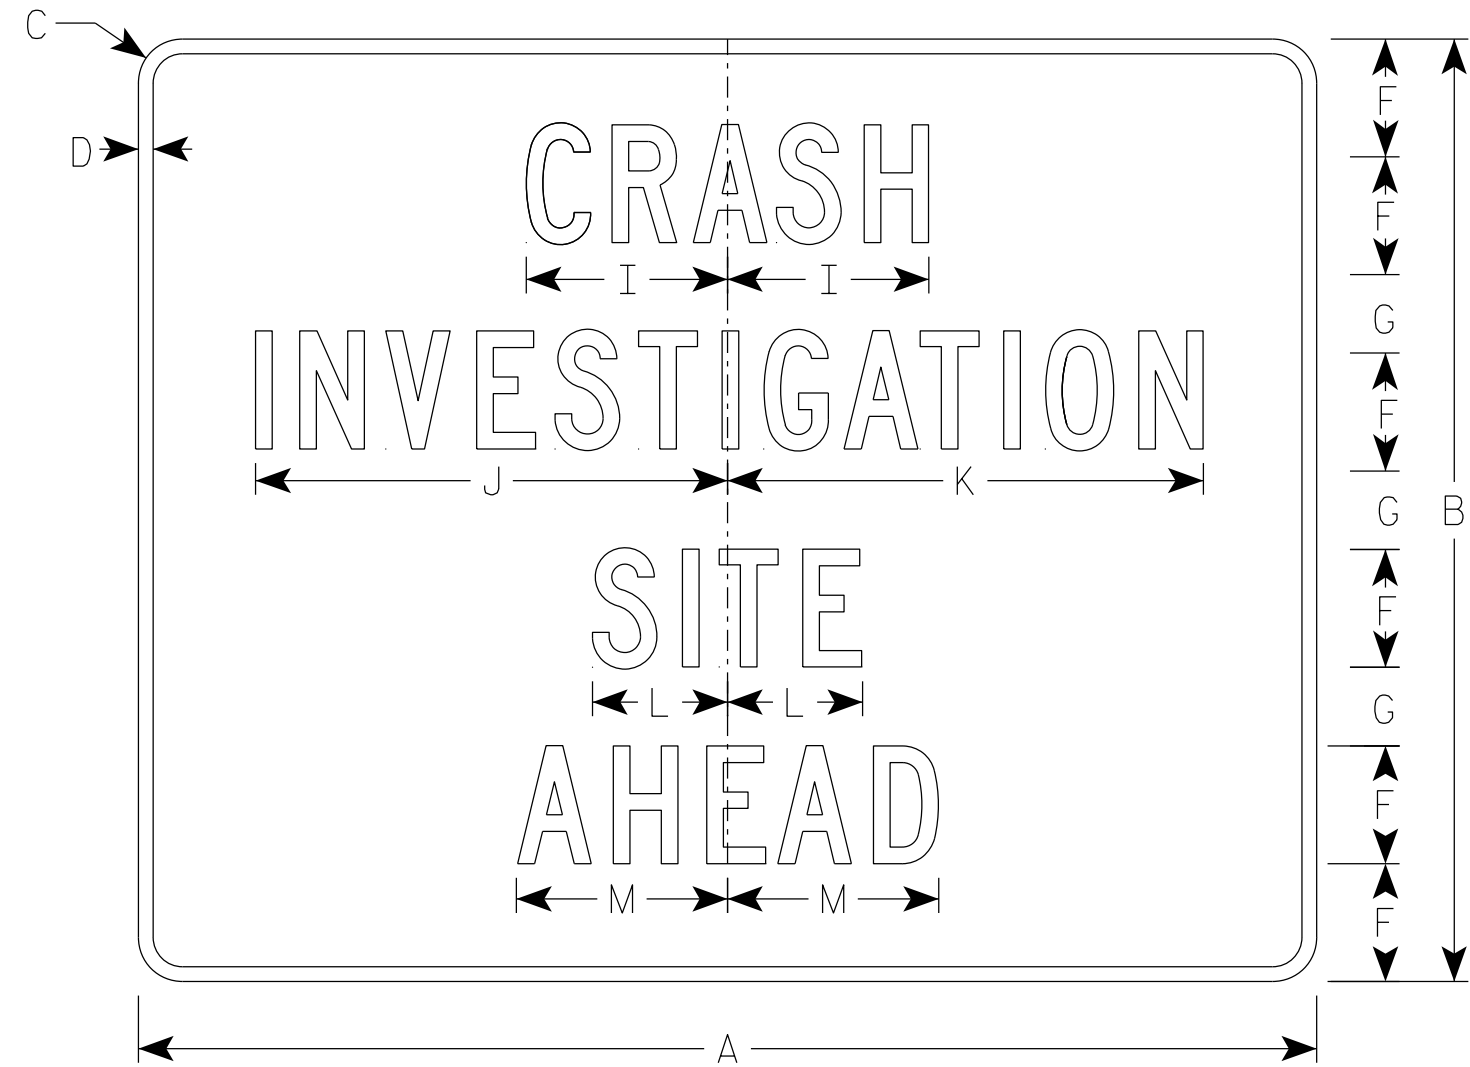 C
F
D
CRASH
F
I I
G
INVESTIGATION
F
J K
G B
SITE
F
L L
G
AHEAD
F
M M
F
A